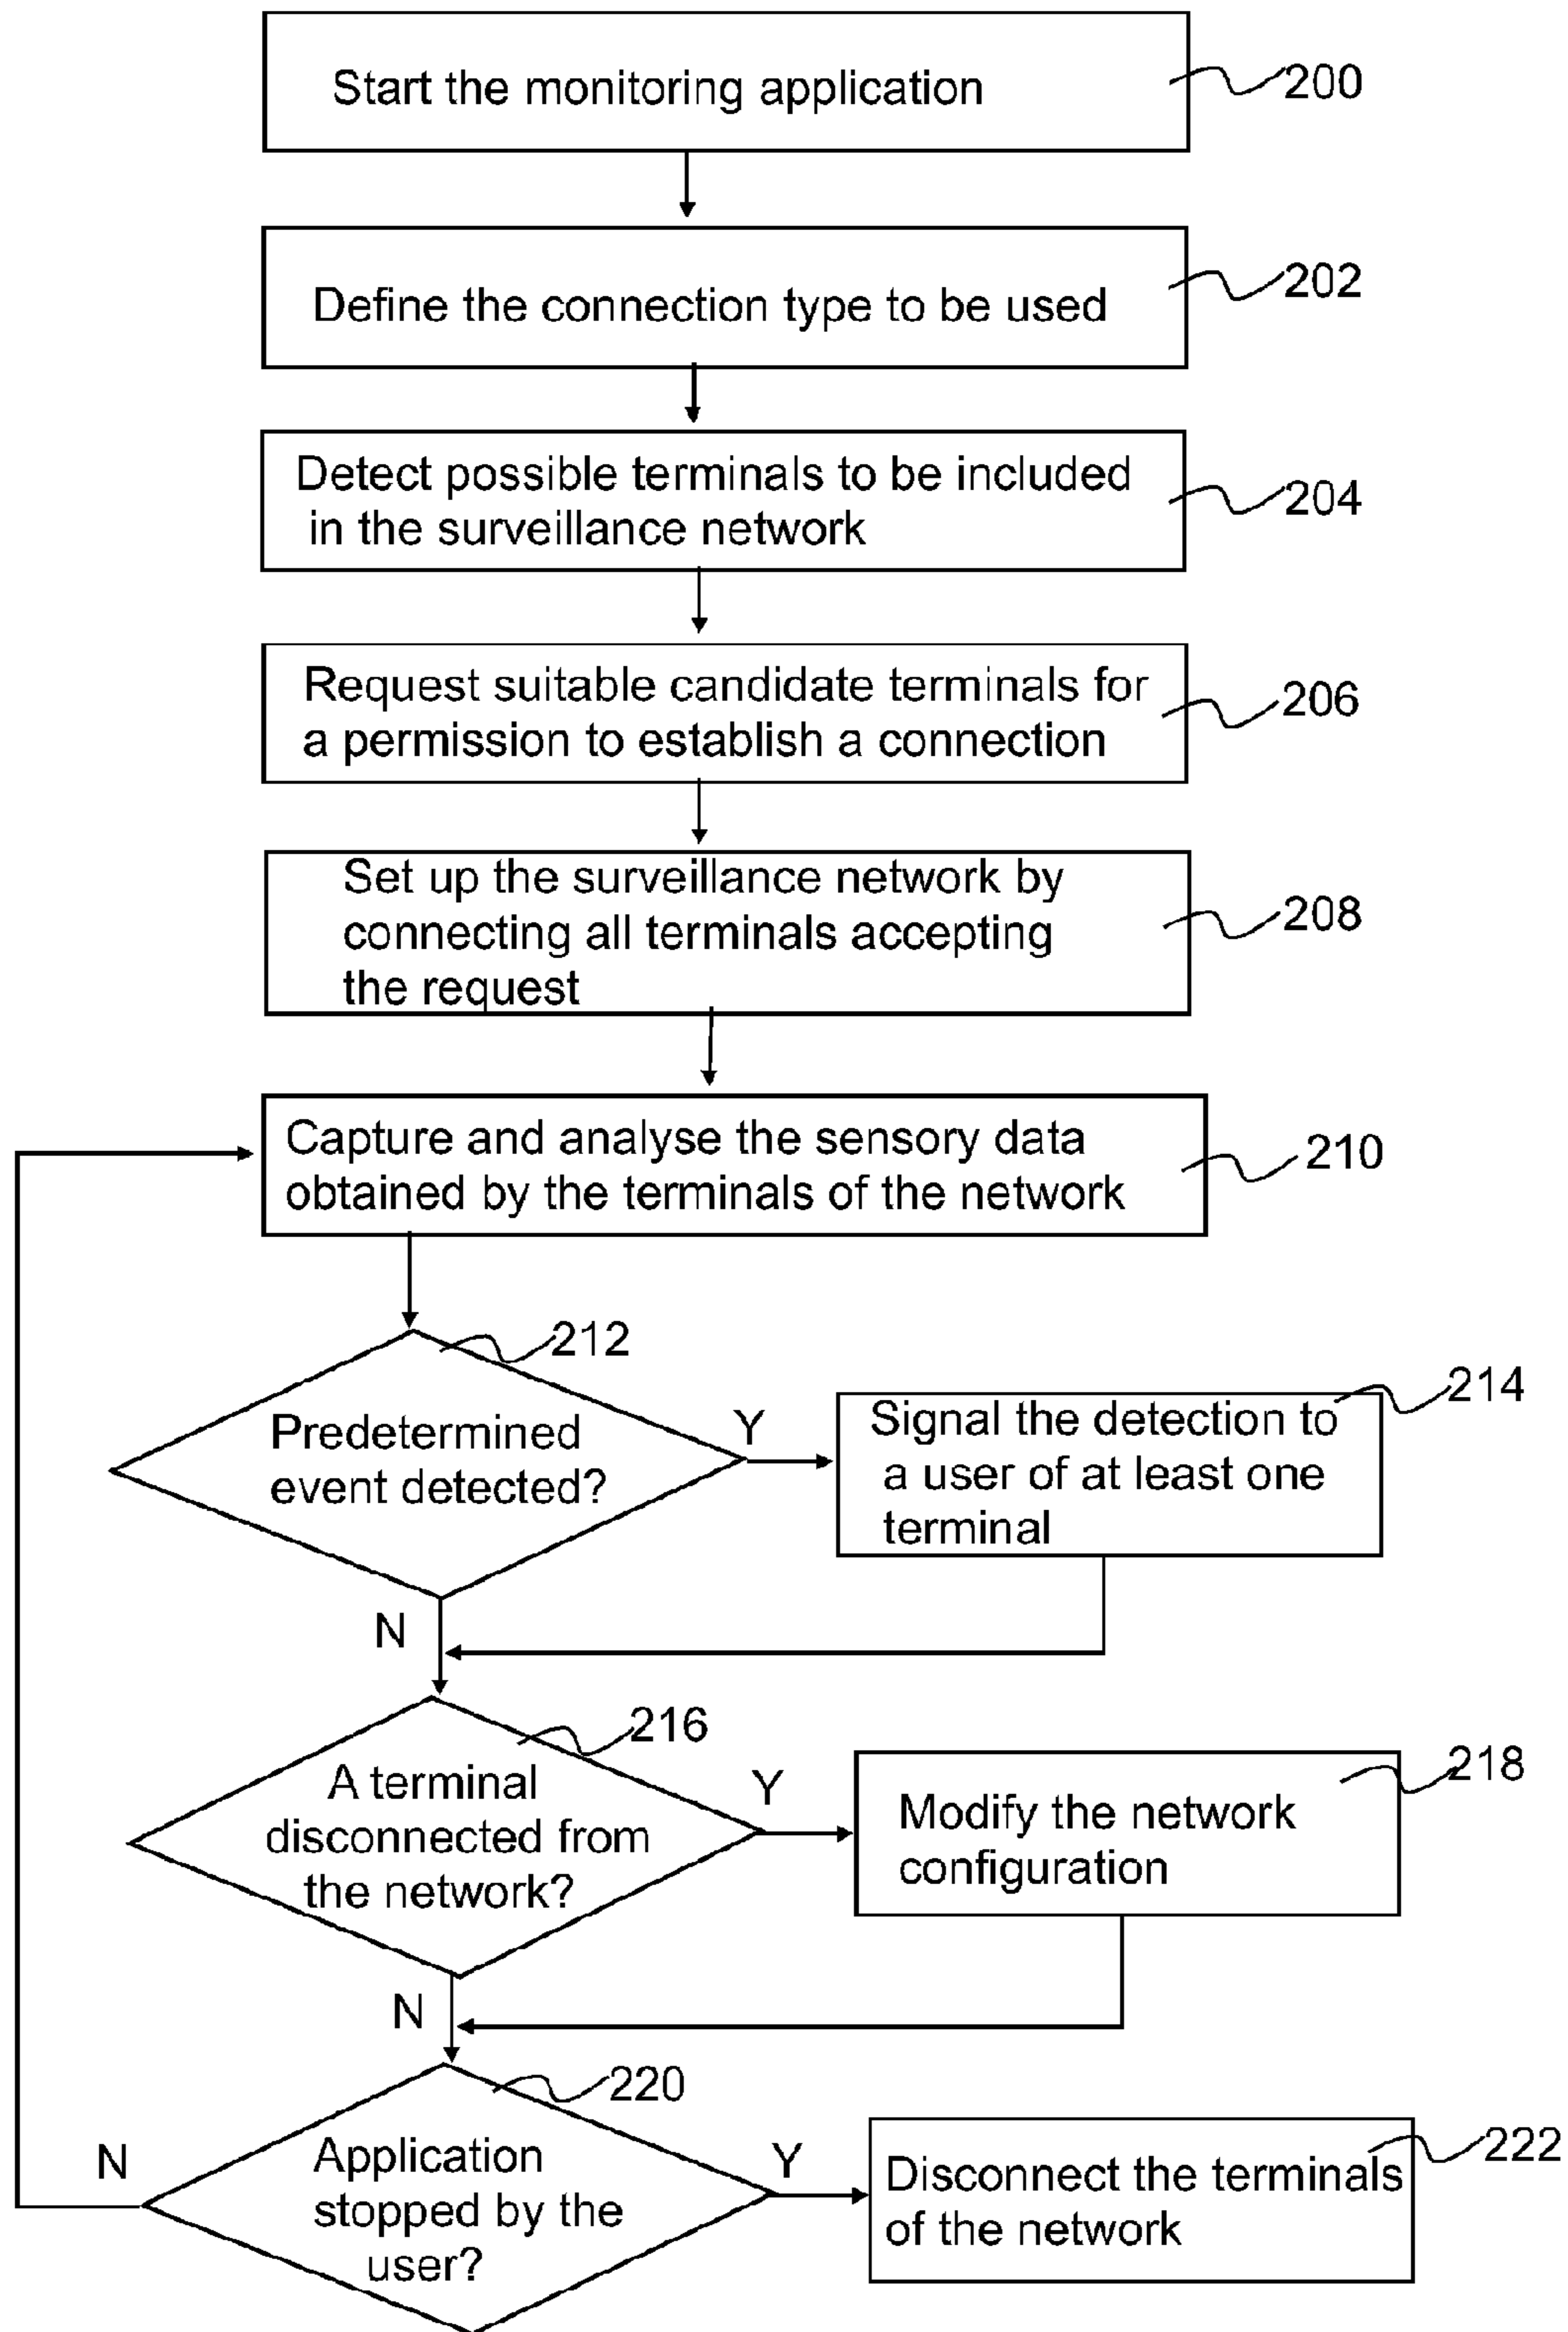 Start the monitoring application
200
Define the connection type to be used
202
Detect possible terminals to be included
in the surveillance network
204
Request suitable candidate terminals for
a permission to establish a connection
206
Set up the surveillance network by
connecting all terminals accepting
the request
208
Capture and analyse the sensory data
obtained by the terminals of the network
210
212
Predetermined
event detected?
Y
N
214
Signal the detection to
a user of at least one
terminal
216
A terminal
disconnected from
the network?
Y
N
218
Modify the network
configuration
220
Application
stopped by the
user?
N
Y
222
Disconnect the terminals
of the network